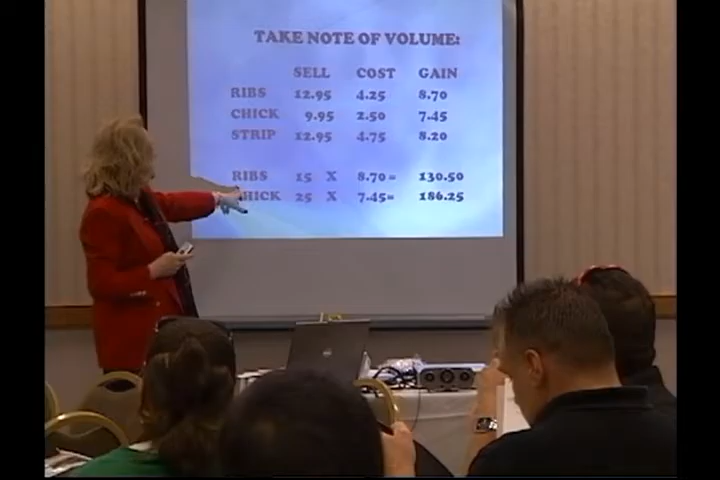 TAKE NOTE OF VOLUME:
SELL COST GAIN
RIBS 12.95 4.25 8.70
CHICK 9.95 2.50 7.45
STRIP 12.95 4.75 8.20
RIBS 15 X 8.70= 130.50
CHICK 25 X 7.45= 186.25